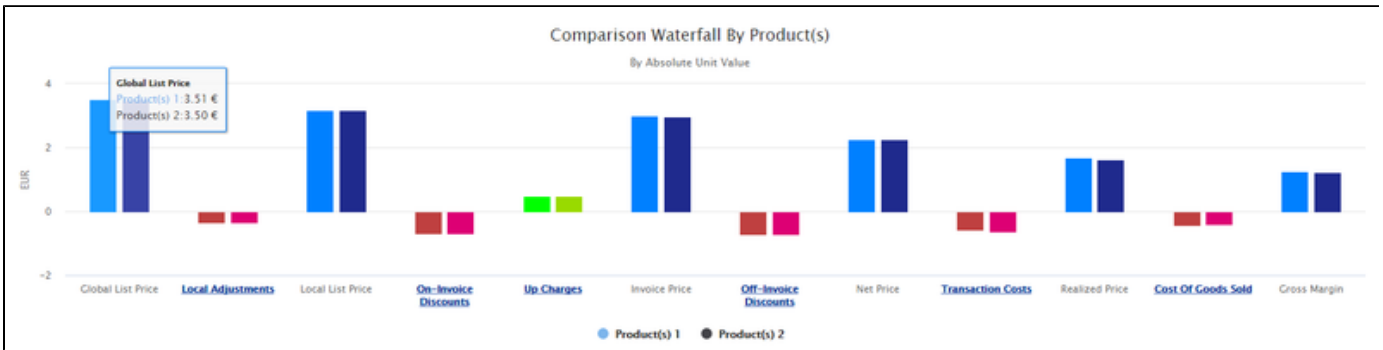 Comparison Waterfall By Product(s)
By Absolute Unit Value
4
Global List Price
Product(s) 1:3.51 €
Product(s) 2:3.50 €
2
EUR
0
-2
Global List Price
Local Adjustments
Local List Price
On-Invoice
Discounts
Up Charges
Invoice Price
Off-Invoice
Discounts
Net Price
Transaction Costs
Realized Price
Cost Of Goods Sold
Gross Margin
Product(s) 1
Product(s) 2